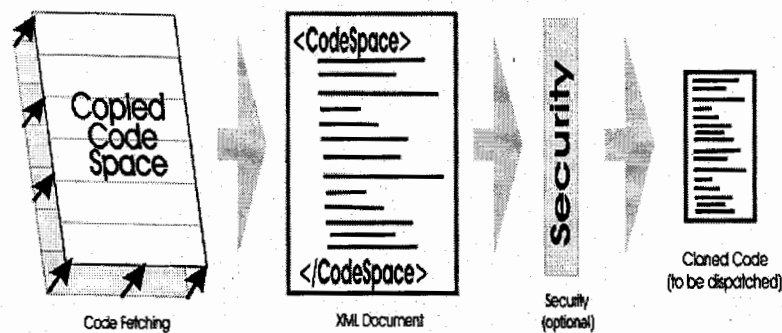 Copied
Code
Space
Code Fetching
<CodeSpace>
</CodeSpace>
XML Document
Security
Security
(optional)
Cloned Code
(to be dispatched)